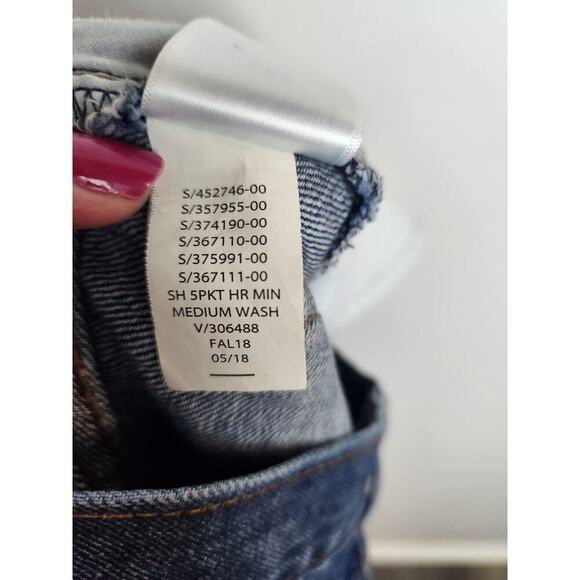 S/452746-00
S/357955-00
S/374190-00
S/367110-00
S/375991-00
S/367111-00
SH 5PKT HR MIN
MEDIUM WASH
V/306488
FAL18
05/18